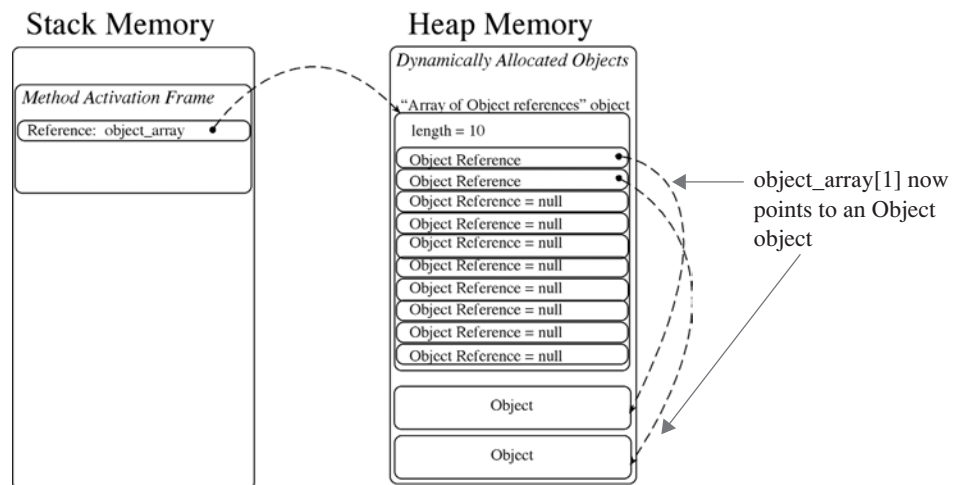 Stack Memory
Heap Memory
Method Activation Frame
Reference: object_array
Dynamically Allocated Objects
“Array of Object references” object
length = 10
Object Reference
Object Reference
Object Reference = null
Object Reference = null
Object Reference = null
Object Reference = null
Object Reference = null
Object Reference = null
Object Reference = null
Object Reference = null
Object
Object
object_array[1] now
points to an Object
object